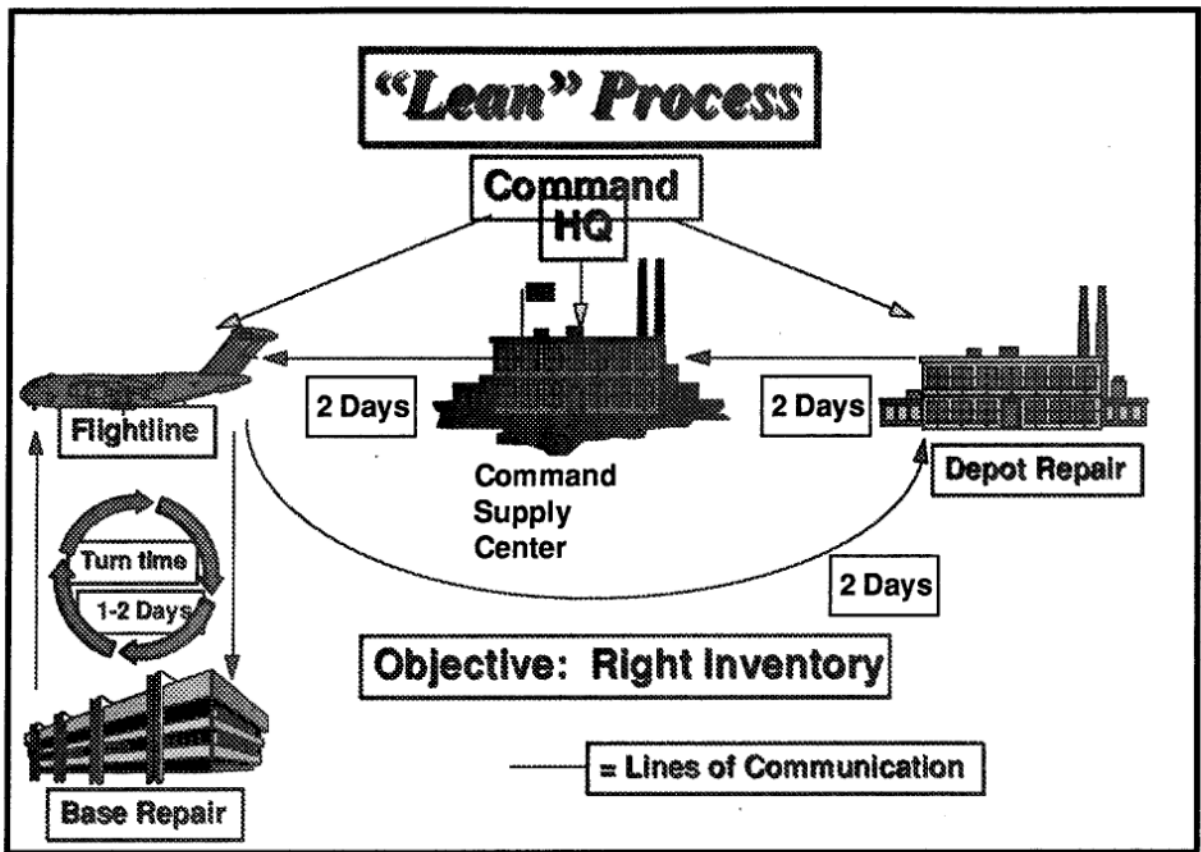 “Lean” Process
Command
HQ
2 Days
2 Days
Flightline
Depot Repair
Command
Supply
Center
Turn time
1-2 Days
2 Days
Objective: Right Inventory
= Lines of Communication
Base Repair